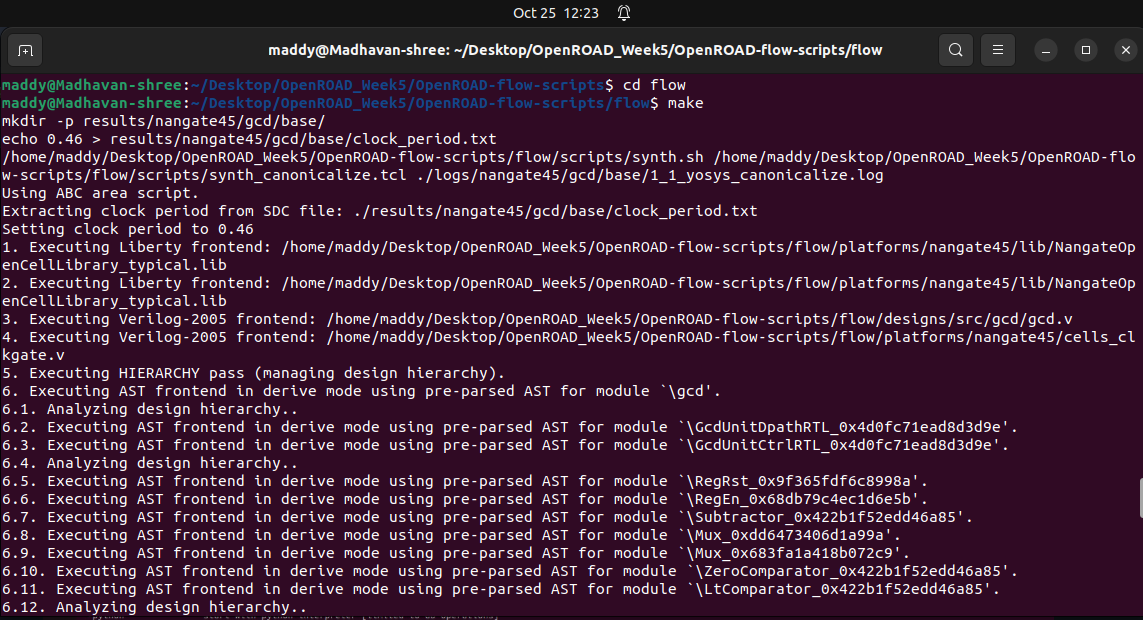 Oct 25 12:23
maddy@Madhavan-shree: ~/Desktop/OpenROAD_Week5/OpenROAD-flow-scripts/flow
maddy@Madhavan-shree:~/Desktop/OpenROAD_Week5/OpenROAD-flow-scripts$ cd flow
maddy@Madhavan-shree:~/Desktop/OpenROAD_Week5/OpenROAD-flow-scripts/flow$ make
mkdir -p results/nangate45/gcd/base/
echo 0.46 > results/nangate45/gcd/base/clock_period.txt
/home/maddy/Desktop/OpenROAD_Week5/OpenROAD-flow-scripts/flow/scripts/synth.sh /home/maddy/Desktop/OpenROAD_Week5/OpenROAD-flo
w-scripts/flow/scripts/synth_canonicalize.tcl ./logs/nangate45/gcd/base/1_1_yosys_canonicalize.log
Using ABC area script.
Extracting clock period from SDC file: ./results/nangate45/gcd/base/clock_period.txt
Setting clock period to 0.46
1. Executing Liberty frontend: /home/maddy/Desktop/OpenROAD_Week5/OpenROAD-flow-scripts/flow/platforms/nangate45/lib/NangateOp
enCellLibrary_typical.lib
2. Executing Liberty frontend: /home/maddy/Desktop/OpenROAD_Week5/OpenROAD-flow-scripts/flow/platforms/nangate45/lib/NangateOp
enCellLibrary_typical.lib
3. Executing Verilog-2005 frontend: /home/maddy/Desktop/OpenROAD_Week5/OpenROAD-flow-scripts/flow/designs/src/gcd/gcd.v
4. Executing Verilog-2005 frontend: /home/maddy/Desktop/OpenROAD_Week5/OpenROAD-flow-scripts/flow/platforms/nangate45/cells_cl
kgate.v
5. Executing HIERARCHY pass (managing design hierarchy).
6. Executing AST frontend in derive mode using pre-parsed AST for module `\gcd'.
6.1. Analyzing design hierarchy..
6.2. Executing AST frontend in derive mode using pre-parsed AST for module `\GcdUnitDpathRTL_0x4d0fc71ead8d3d9e'.
6.3. Executing AST frontend in derive mode using pre-parsed AST for module `\GcdUnitCtrlRTL_0x4d0fc71ead8d3d9e'.
6.4. Analyzing design hierarchy..
6.5. Executing AST frontend in derive mode using pre-parsed AST for module `\RegRst_0x9f365fdf6c8998a'.
6.6. Executing AST frontend in derive mode using pre-parsed AST for module `\RegEn_0x68db79c4ec1d6e5b'.
6.7. Executing AST frontend in derive mode using pre-parsed AST for module `\Subtractor_0x422b1f52edd46a85'.
6.8. Executing AST frontend in derive mode using pre-parsed AST for module `\Mux_0xdd6473406d1a99a'.
6.9. Executing AST frontend in derive mode using pre-parsed AST for module `\Mux_0x683fa1a418b072c9'.
6.10. Executing AST frontend in derive mode using pre-parsed AST for module `\ZeroComparator_0x422b1f52edd46a85'.
6.11. Executing AST frontend in derive mode using pre-parsed AST for module `\LtComparator_0x422b1f52edd46a85'.
6.12. Analyzing design hierarchy..